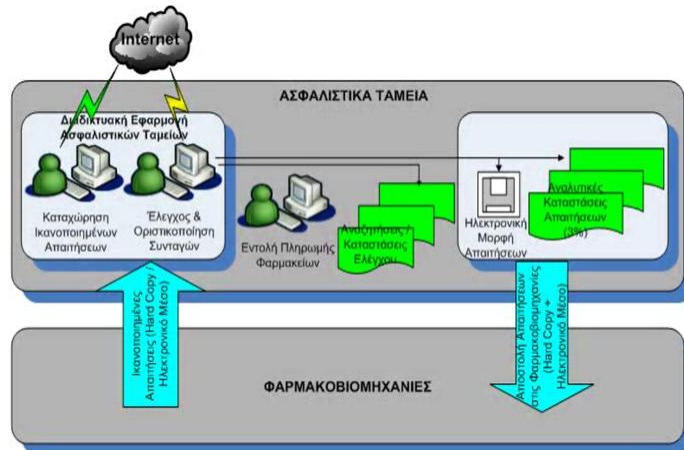 Internet
ΑΣΦΑΛΙΣΤΙΚΑ ΤΑΜΕΙΑ
Διαδικτυακή Εφαρμογή
Ασφαλιστικών Ταμείων
Καταχώρηση
Ικανοποιημένων
Απαιτήσεων
Έλεγχος &
Οριστικοποίηση
Συνταγών
Εντολή Πληρωμής
Φαρμακείων
Αναζητήσεις /
Καταστάσεις
Ελέγχου
Ηλεκτρονική
Μορφή
Απαιτήσεων
Αναλυτικές
Καταστάσεις
Απαιτήσεων
(3%)
Ικανοποιημένες
Απαιτήσεις (Hard Copy /
Ηλεκτρονικό Μέσο)
Αποστολή Απαιτήσεων
στις Φαρμακοβιομηχανίες
(Hard Copy +
Ηλεκτρονικό Μέσο)
ΦΑΡΜΑΚΟΒΙΟΜΗΧΑΝΙΕΣ